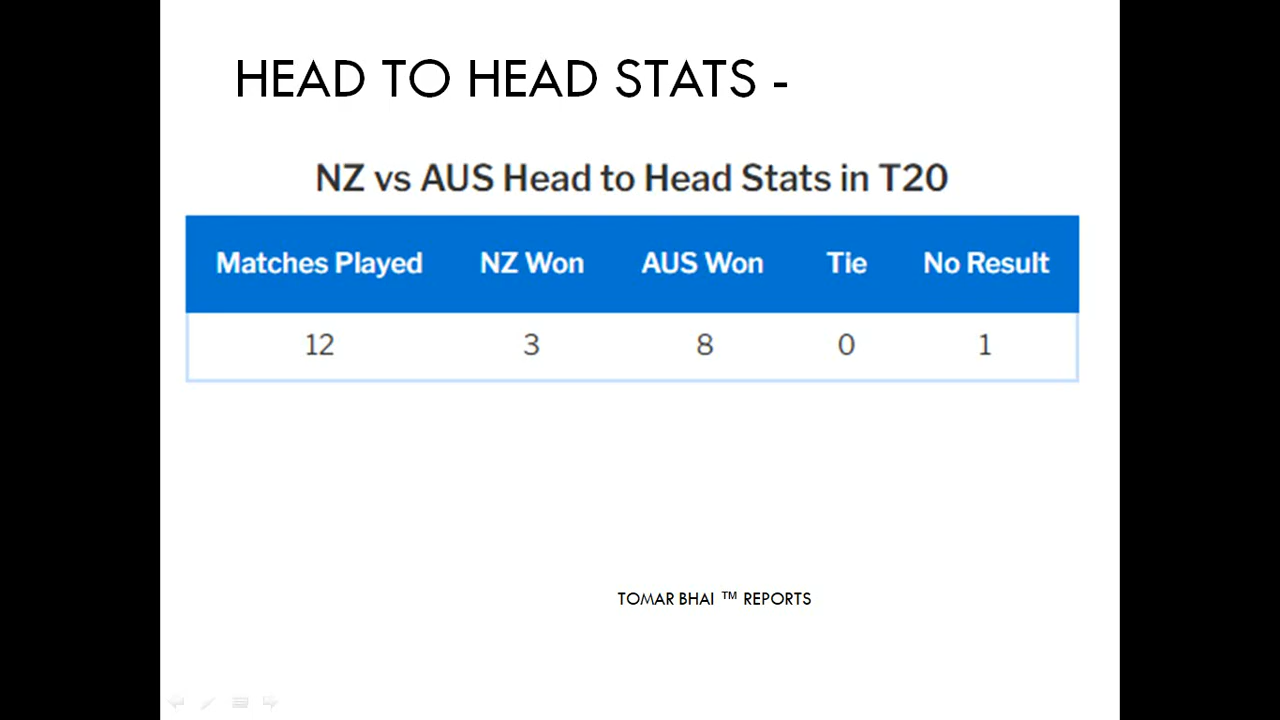 HEAD TO HEAD STATS -
NZ vs AUS Head to Head Stats in T20
Matches Played NZ Won AUS Won Tie No Result
12 3 8 0 1
TOMAR BHAI ™ REPORTS